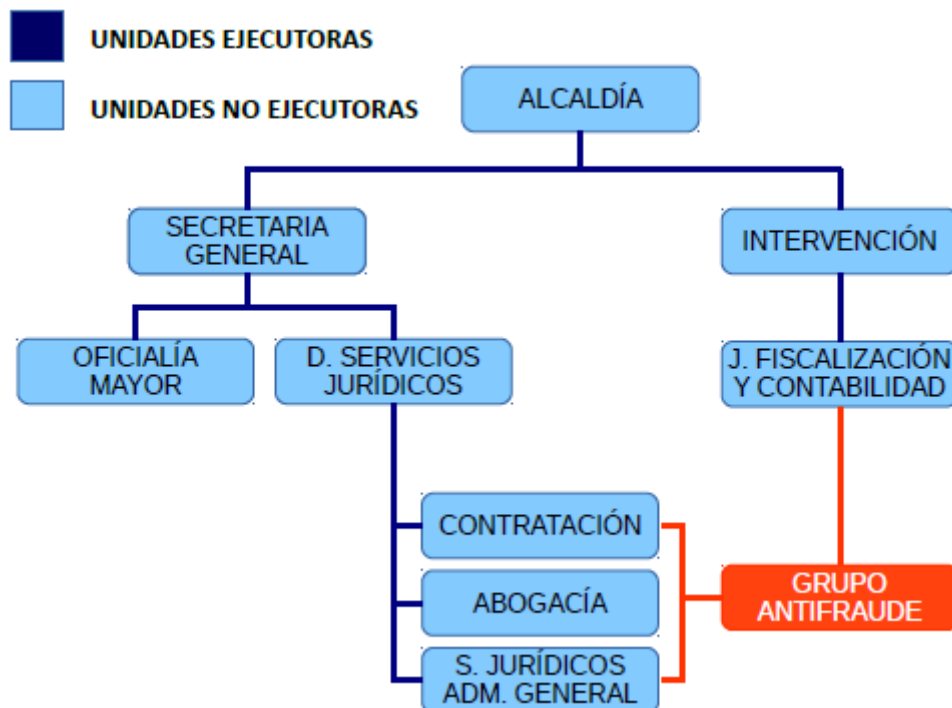 UNIDADES EJECUTORAS
UNIDADES NO EJECUTORAS
ALCALDÍA
SECRETARIA
GENERAL
INTERVENCIÓN
OFICIALÍA
MAYOR
D. SERVICIOS
JURÍDICOS
J. FISCALIZACIÓN
Y CONTABILIDAD
CONTRATACIÓN
ABOGACÍA
S. JURÍDICOS
ADM. GENERAL
GRUPO
ANTIFRAUDE